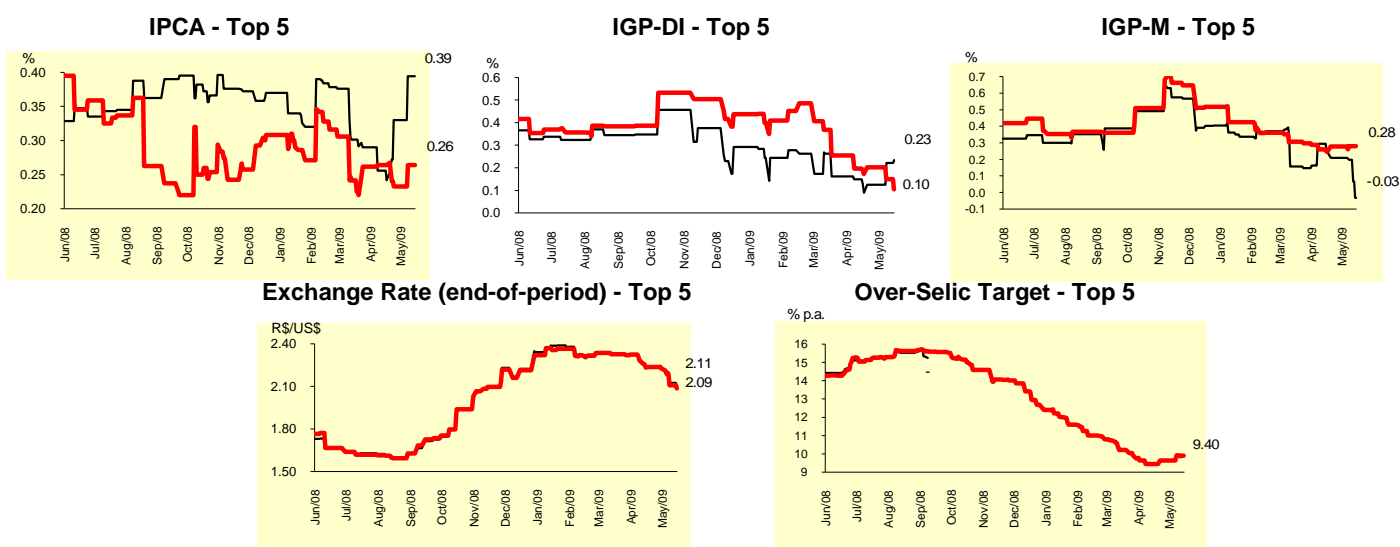 IPCA - Top 5
%
0.40
0.35
0.30
0.25
0.20
0.39
0.26
Jun/08
Jul/08
Aug/08
Sep/08
Oct/08
Nov/08
Dec/08
Jan/09
Feb/09
Mar/09
Apr/09
May/09
IGP-DI - Top 5
%
0.6
0.5
0.4
0.3
0.2
0.1
0.0
0.23
0.10
Jun/08
Jul/08
Aug/08
Sep/08
Oct/08
Nov/08
Dec/08
Jan/09
Feb/09
Mar/09
Apr/09
May/09
IGP-M - Top 5
%
0.7
0.6
0.5
0.4
0.3
0.2
0.1
0.0
-0.1
0.28
-0.03
Jun/08
Jul/08
Aug/08
Sep/08
Oct/08
Nov/08
Dec/08
Jan/09
Feb/09
Mar/09
Apr/09
May/09
Exchange Rate (end-of-period) - Top 5
R$/US$
2.40
2.10
1.80
1.50
2.11
2.09
Jun/08
Jul/08
Aug/08
Sep/08
Oct/08
Nov/08
Dec/08
Jan/09
Feb/09
Mar/09
Apr/09
May/09
Over-Selic Target - Top 5
% p.a.
16
15
14
13
12
11
10
9
9.40
Jun/08
Jul/08
Aug/08
Sep/08
Oct/08
Nov/08
Dec/08
Jan/09
Feb/09
Mar/09
Apr/09
May/09